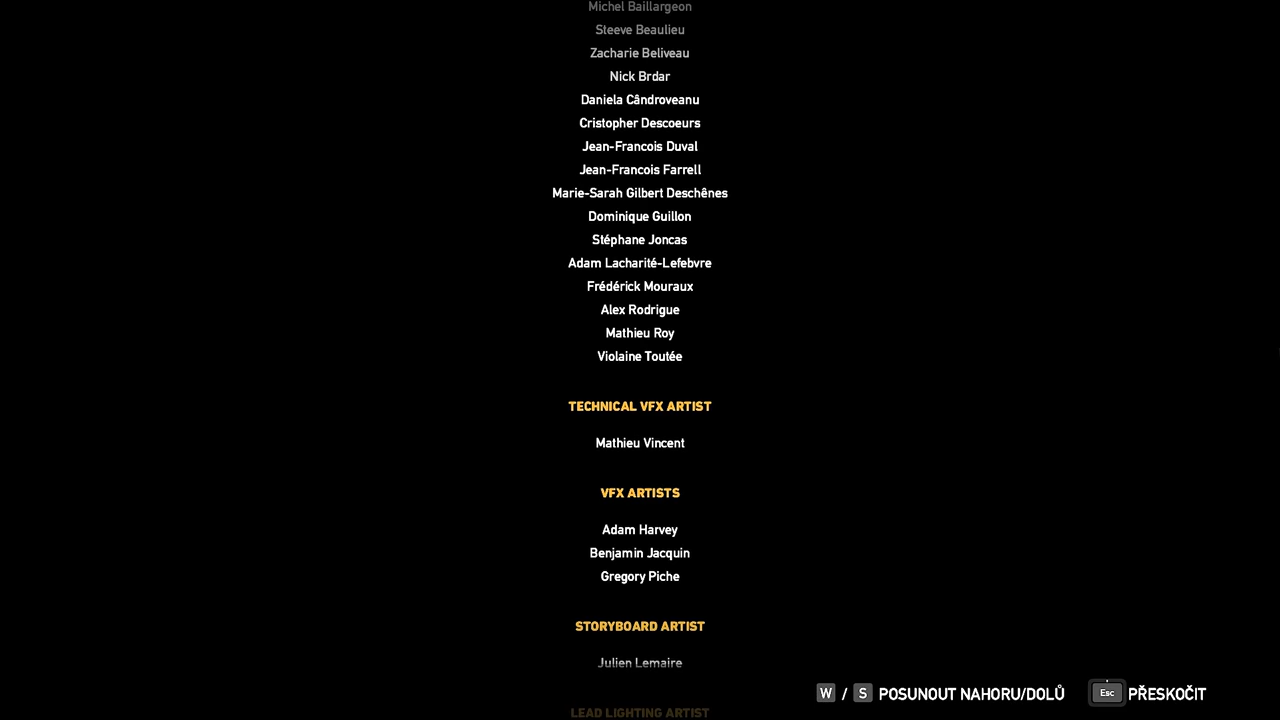 Michel Baillargeon
Steeve Beaulieu
Zacharie Beliveau
Nick Brdar
Daniela Cândroveanu
Cristopher Descoeurs
Jean-Francois Duval
Jean-Francois Farrell
Marie-Sarah Gilbert Deschênes
Dominique Guillon
Stéphane Joncas
Adam Lacharité-Lefebvre
Frédérick Mouraux
Alex Rodrigue
Mathieu Roy
Violaine Toutée
TECHNICAL VFX ARTIST
Mathieu Vincent
VFX ARTISTS
Adam Harvey
Benjamin Jacquin
Gregory Piche
STORYBOARD ARTIST
Julien Lemaire
W / S POSUNOUT NAHORU/DOLŮ Esc PŘESKOČIT
LEAD LIGHTING ARTIST